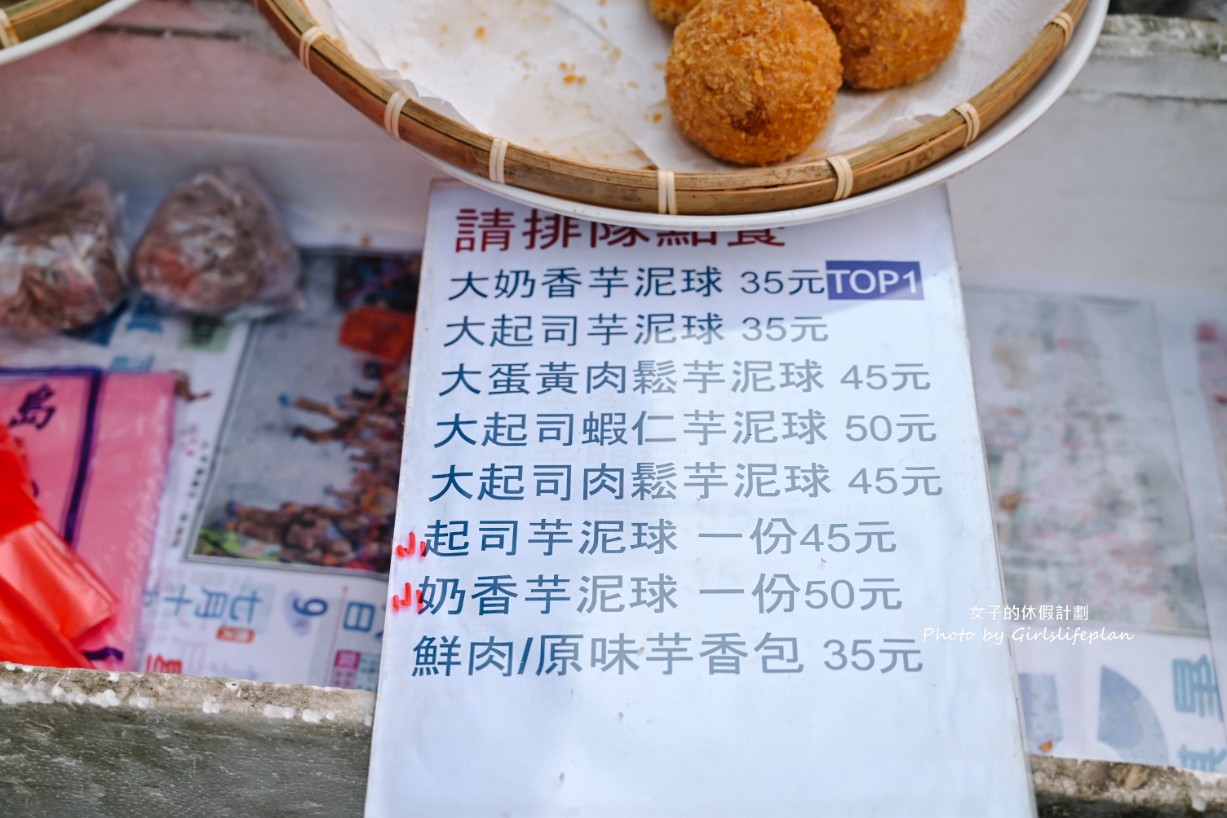 請排隊點餐
大奶香芋泥球 35元 TOP1
大起司芋泥球 35元
大蛋黃肉鬆芋泥球 45元
大起司蝦仁芋泥球 50元
大起司肉鬆芋泥球 45元
起司芋泥球 一份45元
奶香芋泥球 一份50元
鮮肉/原味芋香包 35元
女子的休假計劃
Photo by Girlslifeplan
島
七月十
9